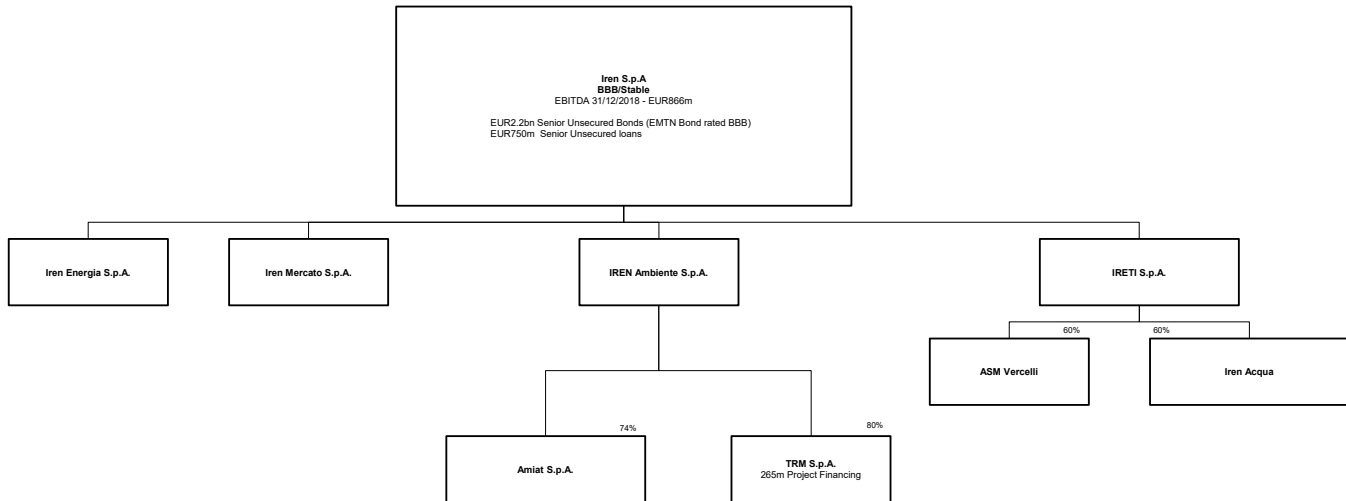 Iren S.p.A
BBB/Stable
EBITDA 31/12/2018 - EUR866m
EUR2.2bn Senior Unsecured Bonds (EMTN Bond rated BBB)
EUR750m Senior Unsecured loans
Iren Energia S.p.A.
Iren Mercato S.p.A.
IREN Ambiente S.p.A.
IRETI S.p.A.
60%
60%
ASM Vercelli
Iren Acqua
74%
80%
Amiat S.p.A.
TRM S.p.A.
265m Project Financing